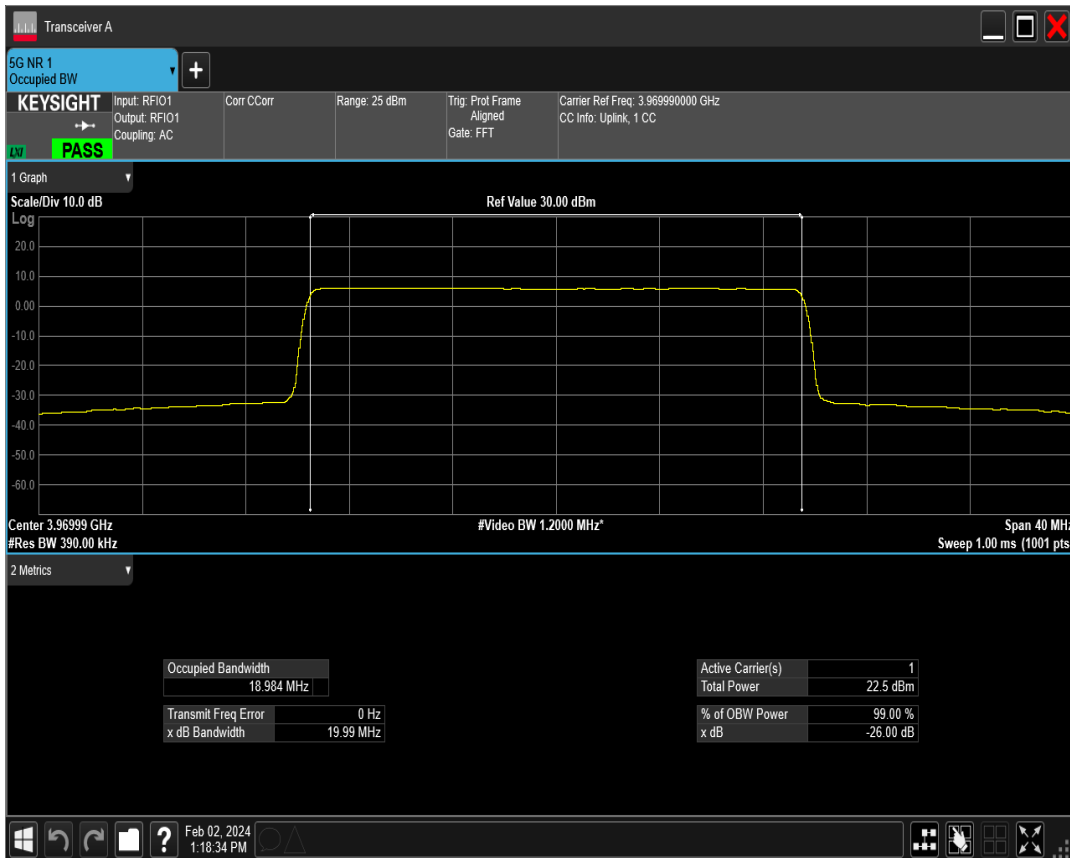 Transceiver A
5G NR 1
Occupied BW
+
KEYSIGHT
LXI
PASS
Input: RFIO1
Output: RFIO1
Coupling: AC
Corr CCorr
Range: 25 dBm
Trig: Prot Frame
Aligned
Gate: FFT
Carrier Ref Freq: 3.969990000 GHz
CC Info: Uplink, 1 CC
1 Graph
Scale/Div 10.0 dB
Ref Value 30.00 dBm
Log
20.0
10.0
0.00
-10.0
-20.0
-30.0
-40.0
-50.0
-60.0
Center 3.96999 GHz
#Video BW 1.2000 MHz*
Span 40 MHz
#Res BW 390.00 kHz
Sweep 1.00 ms (1001 pts
2 Metrics
Occupied Bandwidth
18.984 MHz
Transmit Freq Error 0 Hz
x dB Bandwidth 19.99 MHz
Active Carrier(s) 1
Total Power 22.5 dBm
% of OBW Power 99.00 %
x dB -26.00 dB
?
Feb 02, 2024
1:18:34 PM